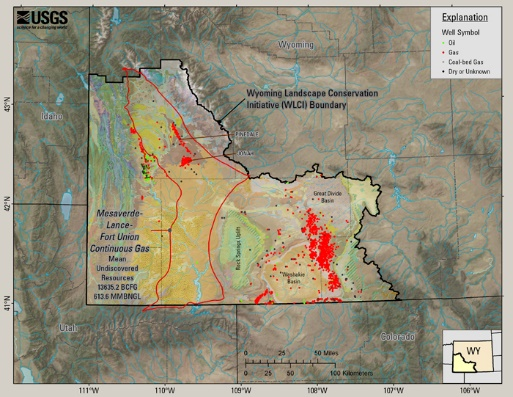 USGS
science for a changing world
Explanation
Well Symbol
Oil
Gas
Coal-bed Gas
Dry or Unknown
Wyoming
Idaho
Wyoming Landscape Conservation
Initiative (WLCI) Boundary
PINEDALE
JONAH
Great Divide
Basin
Mesaverde-
Lance-
Fort Union
Continuous Gas
Mean
Undiscovered
Resources
13635.2 BCFG
613.6 MMBNGL
Rock Springs Uplift
Washakie
Basin
Utah
Colorado
43°N
42°N
41°N
0 25 50 Miles
0 25 50 100 Kilometers
WY
111°W
110°W
109°W
108°W
107°W
106°W